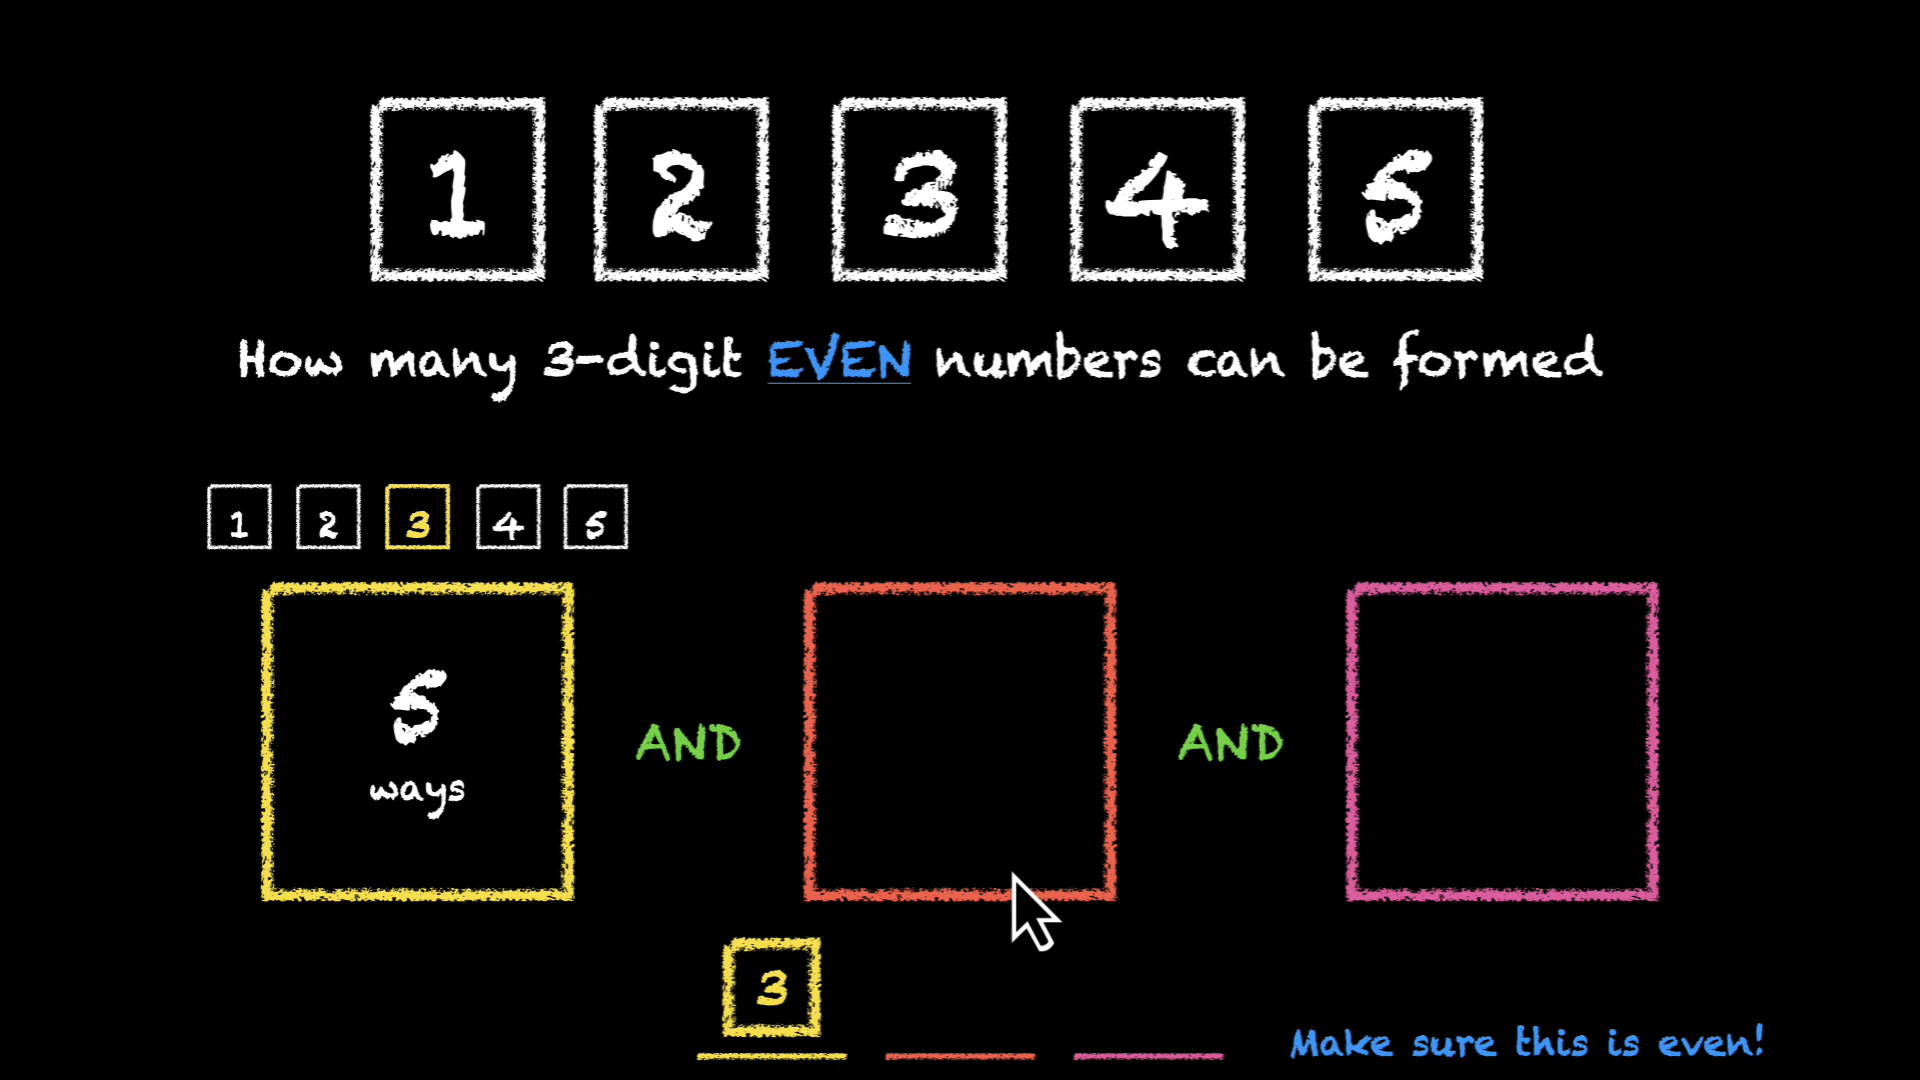 1 2 3 4 5
How many 3-digit EVEN numbers can be formed
1 2 3 4 5
5
ways
AND
AND
3
Make sure this is even!